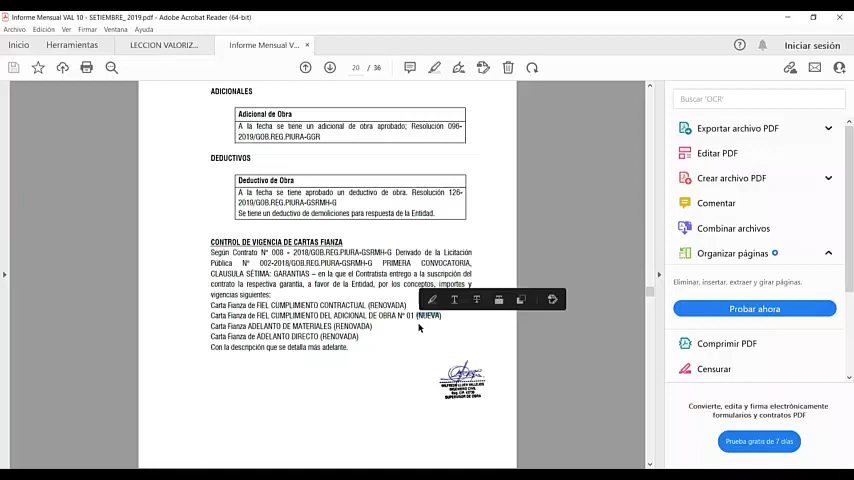 Informe Mensual VAL 10 - SETIEMBRE_ 2019.pdf - Adobe Acrobat Reader (64-bit)
Archivo Edición Ver Firmar Ventana Ayuda
Inicio Herramientas LECCION VALORIZ... Informe Mensual V... × Iniciar sesión
20 / 36
ADICIONALES
Adicional de Obra
A la fecha se tiene un adicional de obra aprobado; Resolución 096-
2019/GOB.REG.PIURA-GGR
DEDUCTIVOS
Deductivo de Obra
A la fecha se tiene aprobado un deductivo de obra. Resolución 126-
2019/GOB.REG.PIURA-GSRMH-G
Se tiene un deductivo de demoliciones para respuesta de la Entidad.
CONTROL DE VIGENCIA DE CARTAS FIANZA
Según Contrato N° 008 - 2018/GOB.REG.PIURA-GSRMH-G Derivado de la Licitación
Pública N° 002-2018/GOB.REG.PIURA-GSRMH-G PRIMERA CONVOCATORIA,
CLAUSULA SÉTIMA: GARANTIAS – en la que el Contratista entrego a la suscripción del
contrato la respectiva garantía, a favor de la Entidad, por los conceptos, importes y
vigencias siguientes:
Carta Fianza de FIEL CUMPLIMIENTO CONTRACTUAL (RENOVADA)
Carta Fianza de FIEL CUMPLIMIENTO DEL ADICIONAL DE OBRA N° 01 (NUEVA)
Carta Fianza ADELANTO DE MATERIALES (RENOVADA)
Carta Fianza de ADELANTO DIRECTO (RENOVADA)
Con la descripción que se detalla más adelante.
INGENIERO CIVIL
SUPERVISOR DE OBRA
Buscar 'OCR'
Exportar archivo PDF
Editar PDF
Crear archivo PDF
Comentar
Combinar archivos
Organizar páginas
Eliminar, insertar, extraer y girar páginas.
Probar ahora
Comprimir PDF
Censurar
Convierte, edita y firma electrónicamente
formularios y contratos PDF
Prueba gratis de 7 días